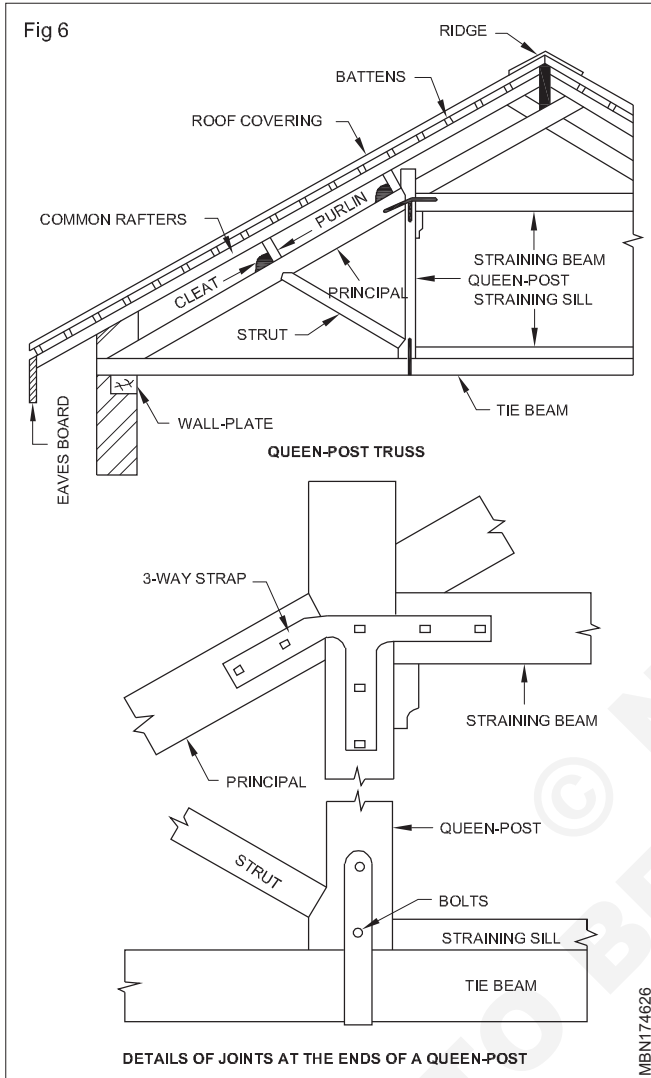 Fig 6
RIDGE
BATTENS
ROOF COVERING
PURLIN
COMMON RAFTERS
CLEAT
STRAINING BEAM
QUEEN-POST
STRAINING SILL
PRINCIPAL
STRUT
TIE BEAM
WALL-PLATE
EAVES BOARD
QUEEN-POST TRUSS
3-WAY STRAP
STRAINING BEAM
PRINCIPAL
QUEEN-POST
STRUT
BOLTS
STRAINING SILL
TIE BEAM
DETAILS OF JOINTS AT THE ENDS OF A QUEEN-POST
MBN174626